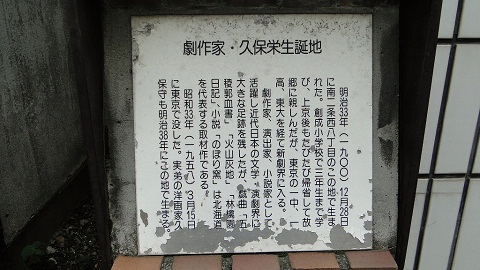 劇作家・久保栄生誕地
明治33年(一九〇〇)12月28日
に南二条西八丁目のこの地で生ま
れた。創成小学校で三年生まで学
び、上京後もたびたび帰省して故
郷に親しんだが、東京の一中、一
高、東大を経て新劇界に入る。
劇作家、演出家、小説家として
活躍し近代日本の文学、演劇界に
大きな足跡を残したが、戯曲「五
稜郭血書」、「火山灰地」、「林檎園
日記」、小説「のぼり窯」は北海道
を代表する取材作である。
昭和33年(一九五八)3月15日
に東京で没した。実弟の洋画家久
保守も明治38年にこの地で生まる。